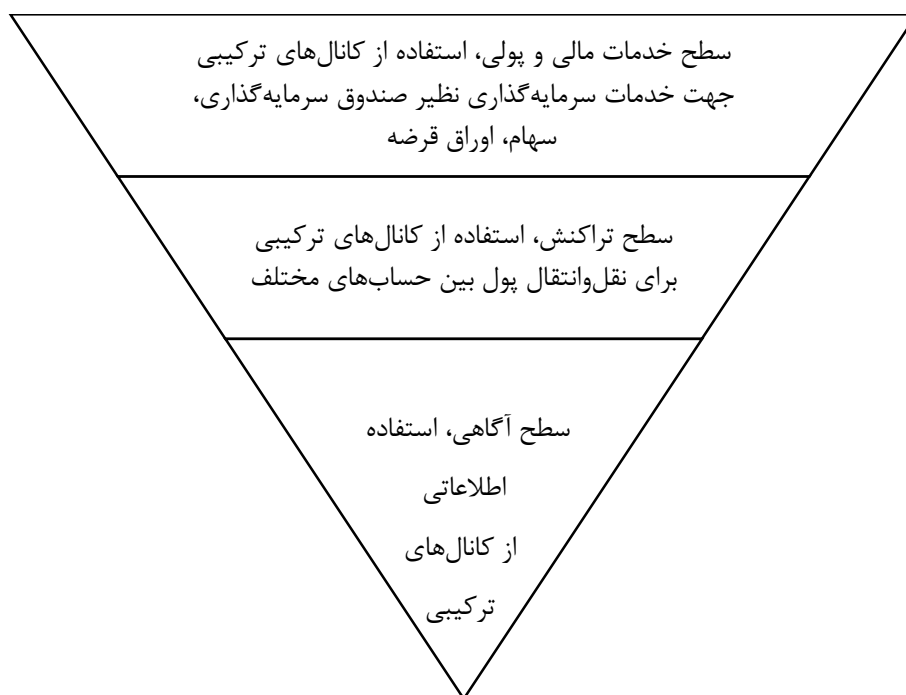 سطح خدمات مالی و پولی، استفاده از کانال‌های ترکیبی
جهت خدمات سرمایه‌گذاری نظیر صندوق سرمایه‌گذاری،
سهام، اوراق قرضه
سطح تراکنش، استفاده از کانال‌های ترکیبی
برای نقل‌وانتقال پول بین حساب‌های مختلف
سطح آگاهی، استفاده
اطلاعاتی
از کانال‌های
ترکیبی